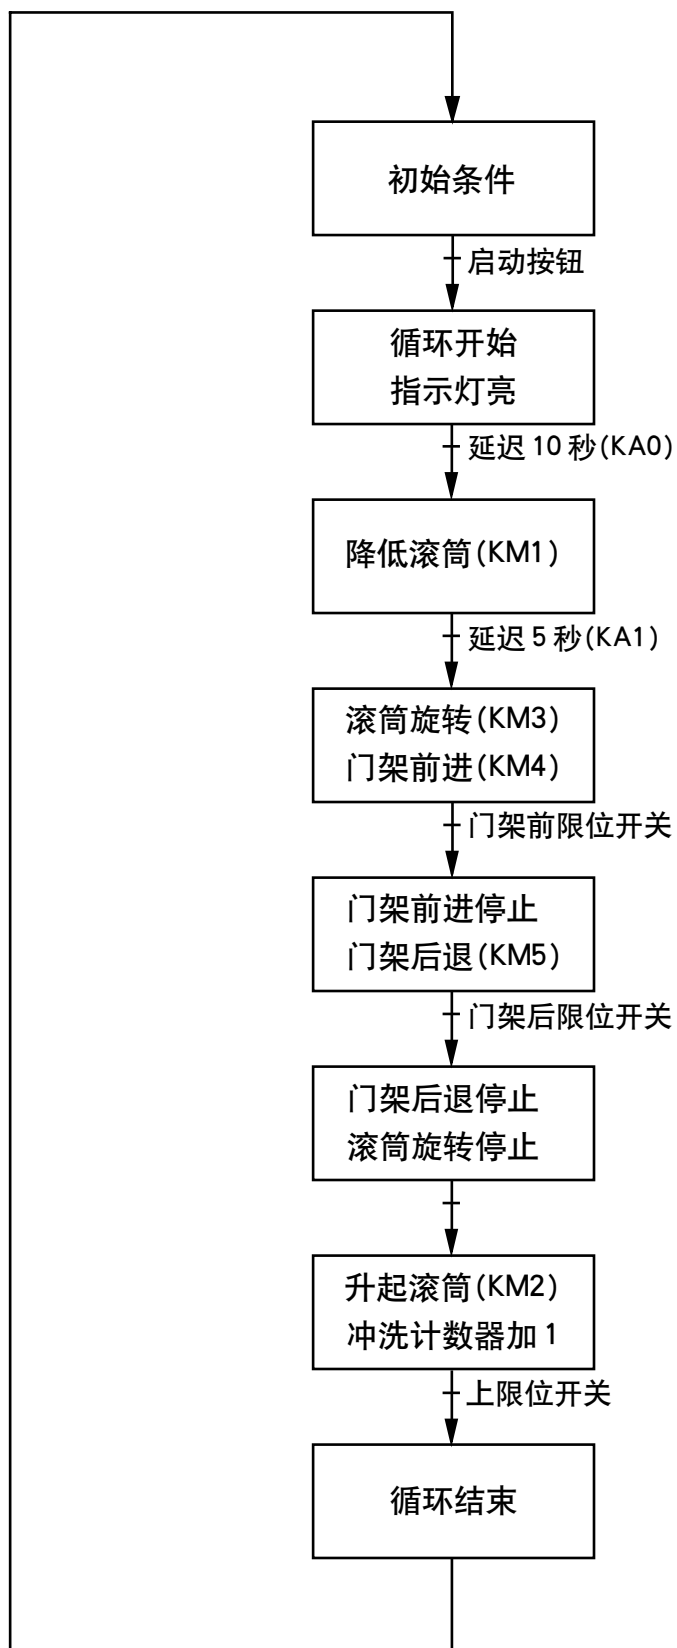 初始条件
启动按钮
循环开始
指示灯亮
延迟10秒(KA0)
降低滚筒(KM1)
延迟5秒(KA1)
滚筒旋转(KM3)
门架前进(KM4)
门架前限位开关
门架前进停止
门架后退(KM5)
门架后限位开关
门架后退停止
滚筒旋转停止
升起滚筒(KM2)
冲洗计数器加1
上限位开关
循环结束